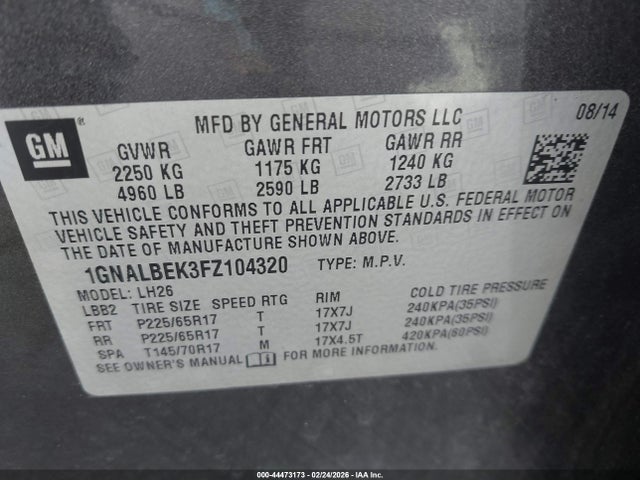 GM ®
MFD BY GENERAL MOTORS LLC
08/14
GVWR GAWR FRT GAWR RR
2250 KG 1175 KG 1240 KG
4960 LB 2590 LB 2733 LB
THIS VEHICLE CONFORMS TO ALL APPLICABLE U.S. FEDERAL MOTOR
VEHICLE SAFETY AND THEFT PREVENTION STANDARDS IN EFFECT ON
THE DATE OF MANUFACTURE SHOWN ABOVE.
1GNALBEK3FZ104320 TYPE: M.P.V.
MODEL: LH26
LBB2 TIRE SIZE SPEED RTG RIM COLD TIRE PRESSURE
FRT P225/65R17 T 17X7J 240KPA(35PSI)
RR P225/65R17 T 17X7J 240KPA(35PSI)
SPA T145/70R17 M 17X4.5T 420KPA(60PSI)
SEE OWNER'S MANUAL FOR MORE INFORMATION.
000-44473173 - 02/24/2026 - IAA Inc.